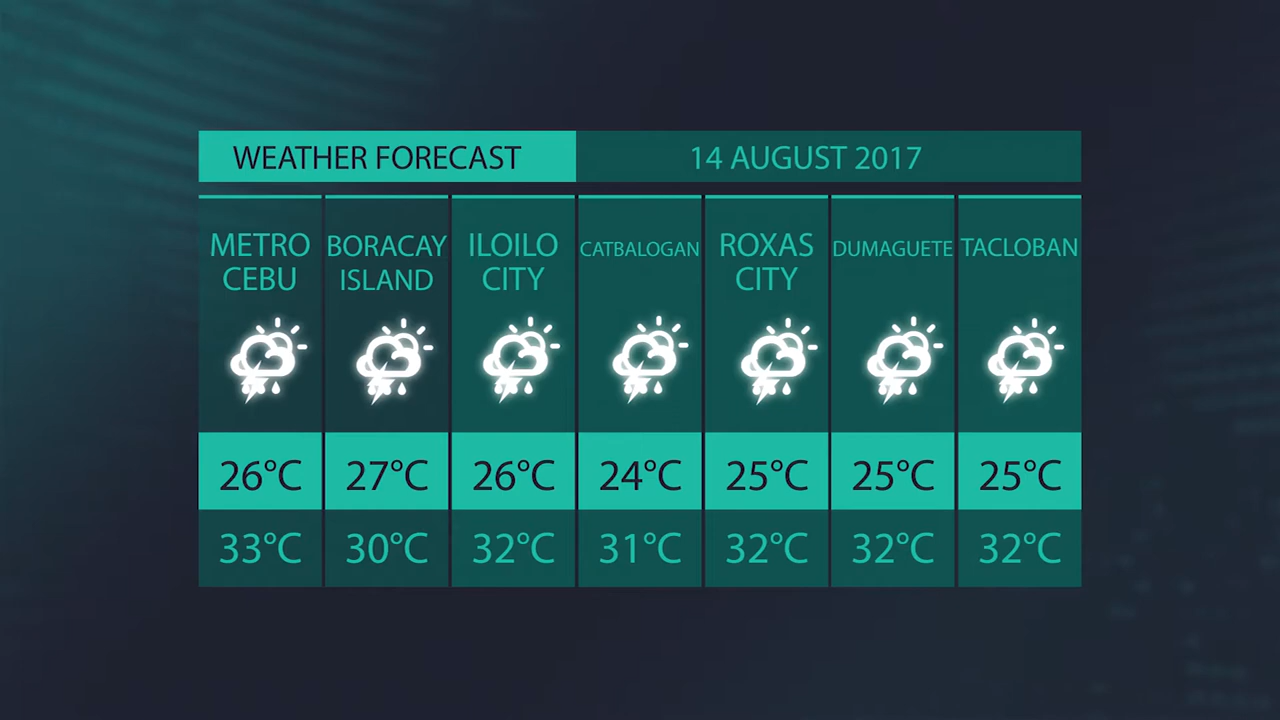 WEATHER FORECAST
14 AUGUST 2017
METRO
CEBU
BORACAY
ISLAND
ILOILO
CITY
CATBALOGAN
ROXAS
CITY
DUMAGUETE
TACLOBAN
26°C
27°C
26°C
24°C
25°C
25°C
25°C
33°C
30°C
32°C
31°C
32°C
32°C
32°C